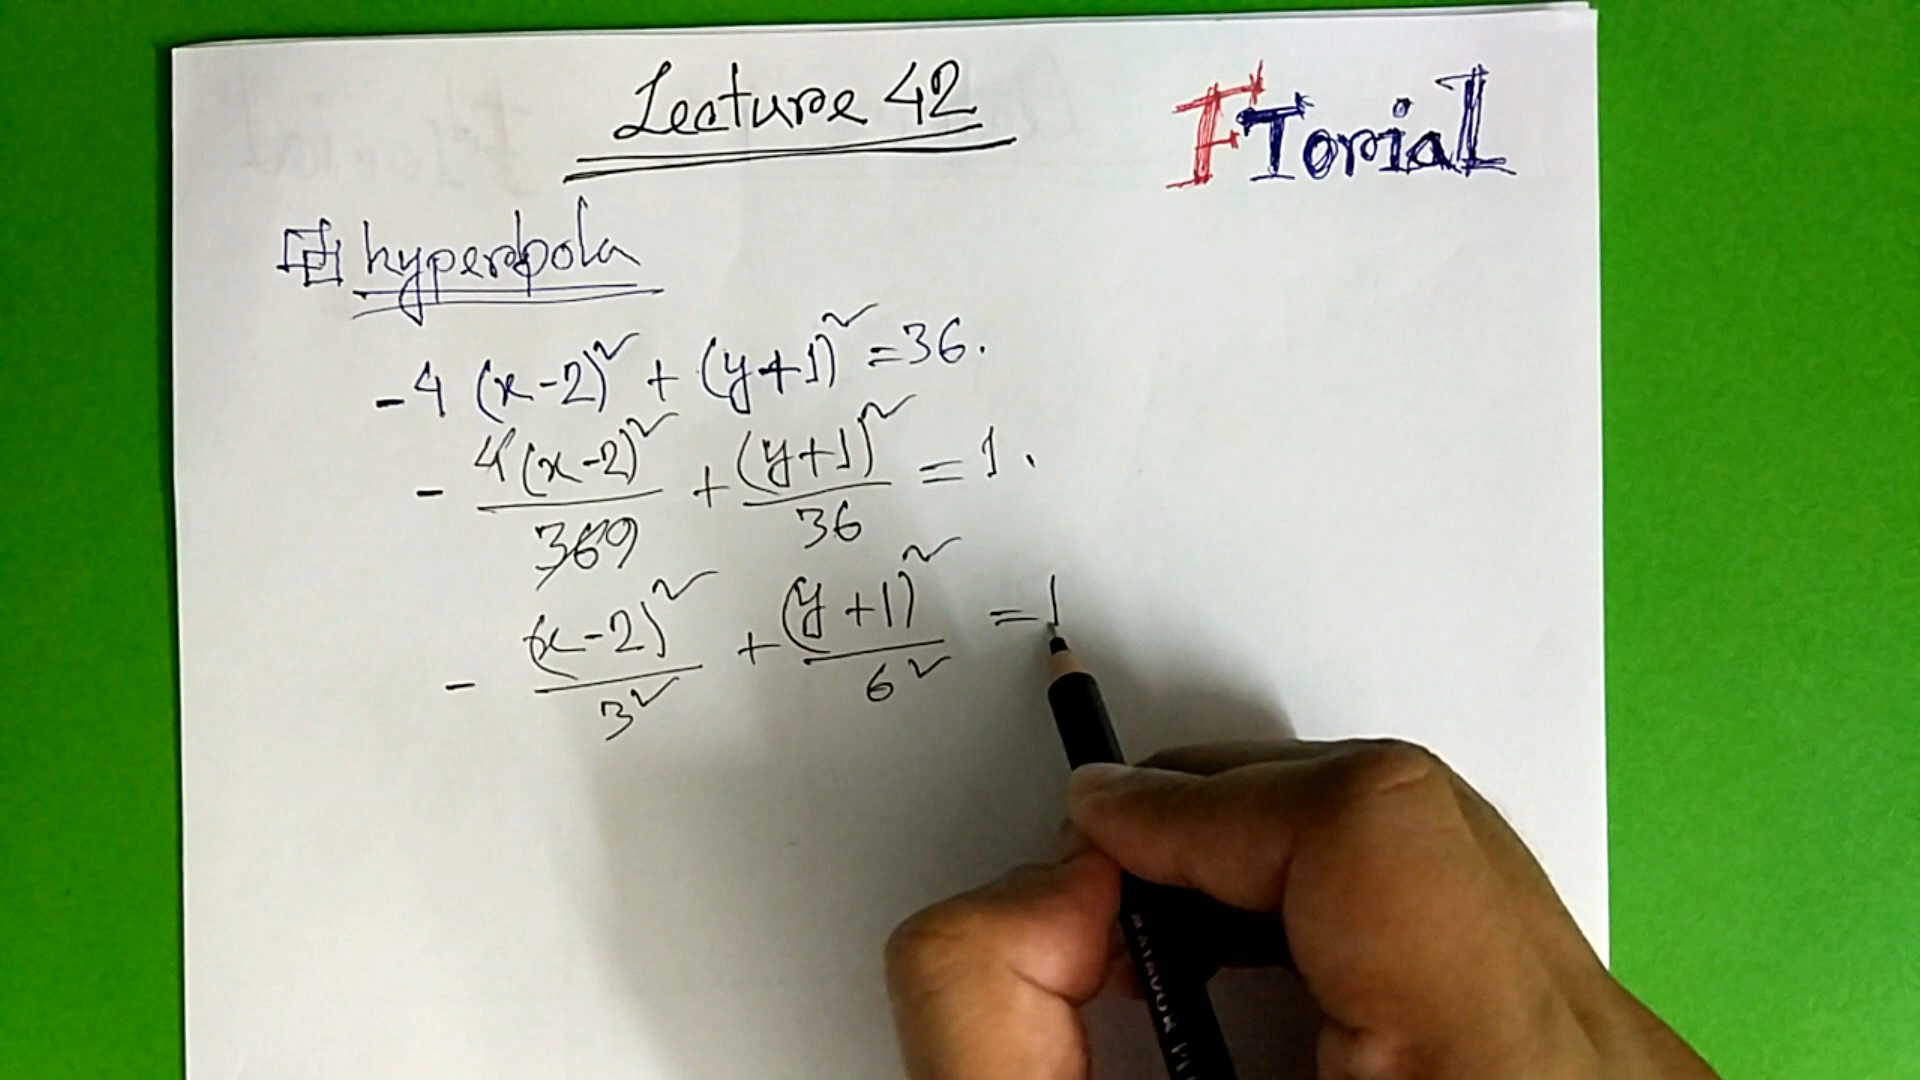 Lecture 42
FTorial
hyperbola
-4 (x-2)² + (y+1)² = 36.
- 4(x-2)²/369 + (y+1)²/36 = 1.
- (x-2)²/3² + (y+1)²/6² = 1